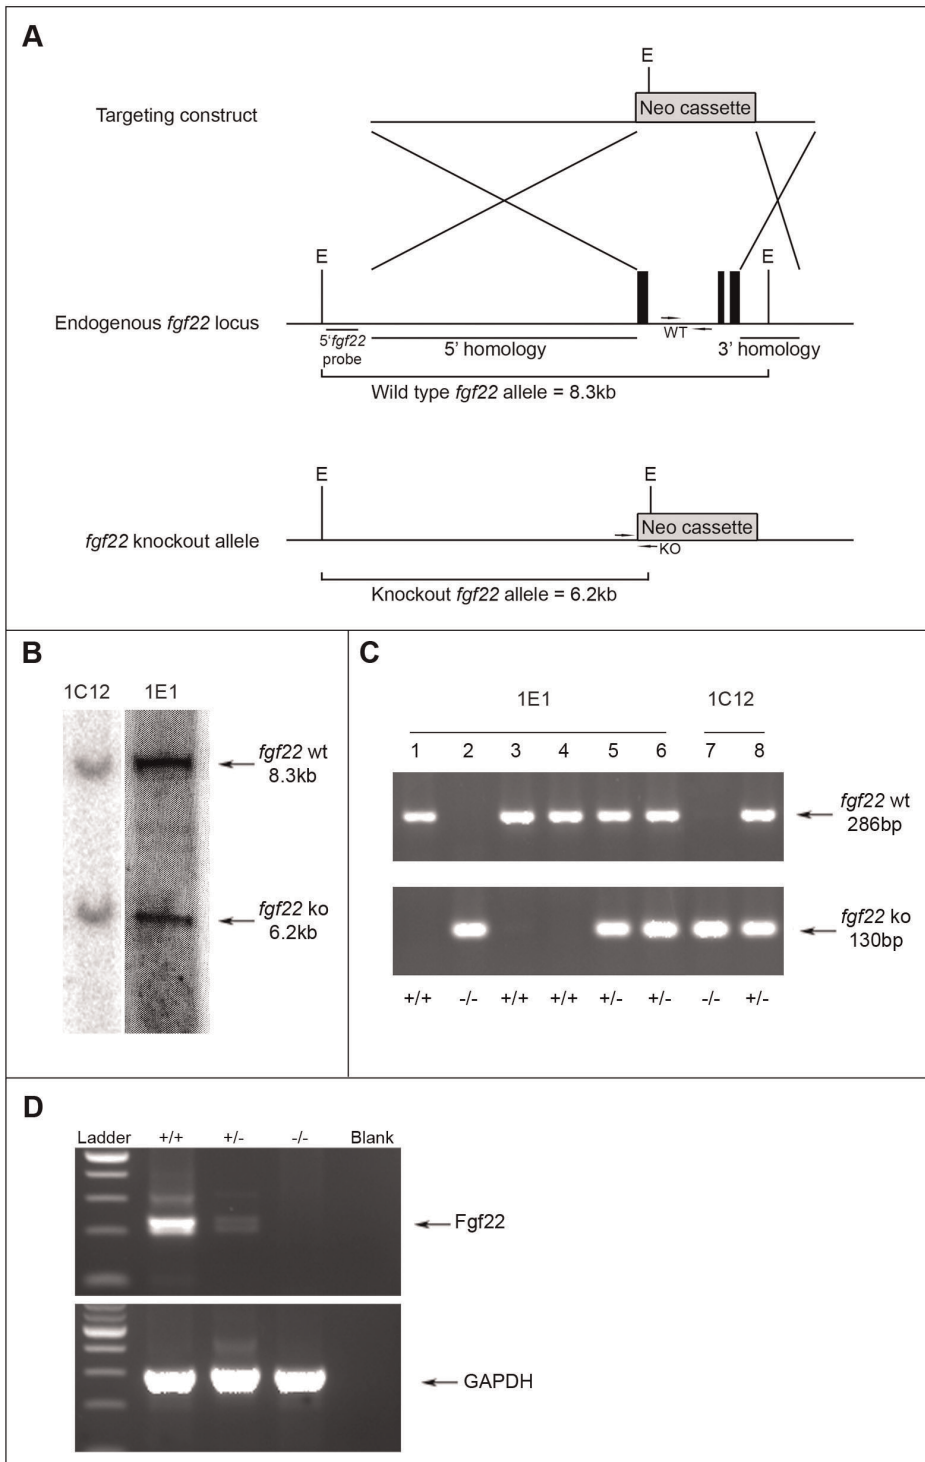 A
E
Targeting construct
Neo cassette
E
E
Endogenous fgf22 locus
WT
5'fgf22
probe
5' homology
3' homology
Wild type fgf22 allele = 8.3kb
E
E
fgf22 knockout allele
Neo cassette
KO
Knockout fgf22 allele = 6.2kb
B
1C12 1E1
fgf22 wt
8.3kb
fgf22 ko
6.2kb
C
1E1 1C12
1 2 3 4 5 6 7 8
fgf22 wt
286bp
fgf22 ko
130bp
+/+ -/- +/+ +/+ +/- +/- -/- +/-
D
Ladder +/+ +/- -/- Blank
Fgf22
GAPDH